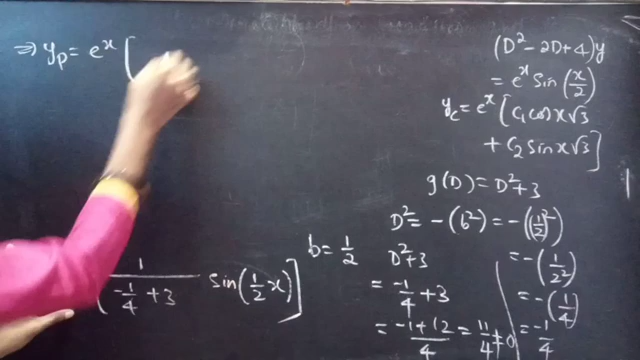 ⇒ yp = e^x [
1 / (-1/4 + 3) sin(1/2 x)]
(D² - 2D + 4)y
= e^x sin(x/2)
yc = e^x [c1 cos x√3
+ c2 sin x√3]
g(D) = D² + 3
D² = -(b²) = -((1/2)²)
= -(1/2²)
= -(1/4)
= -1/4
b = 1/2
D² + 3
= -1/4 + 3
= (-1+12)/4 = 11/4 ≠ 0